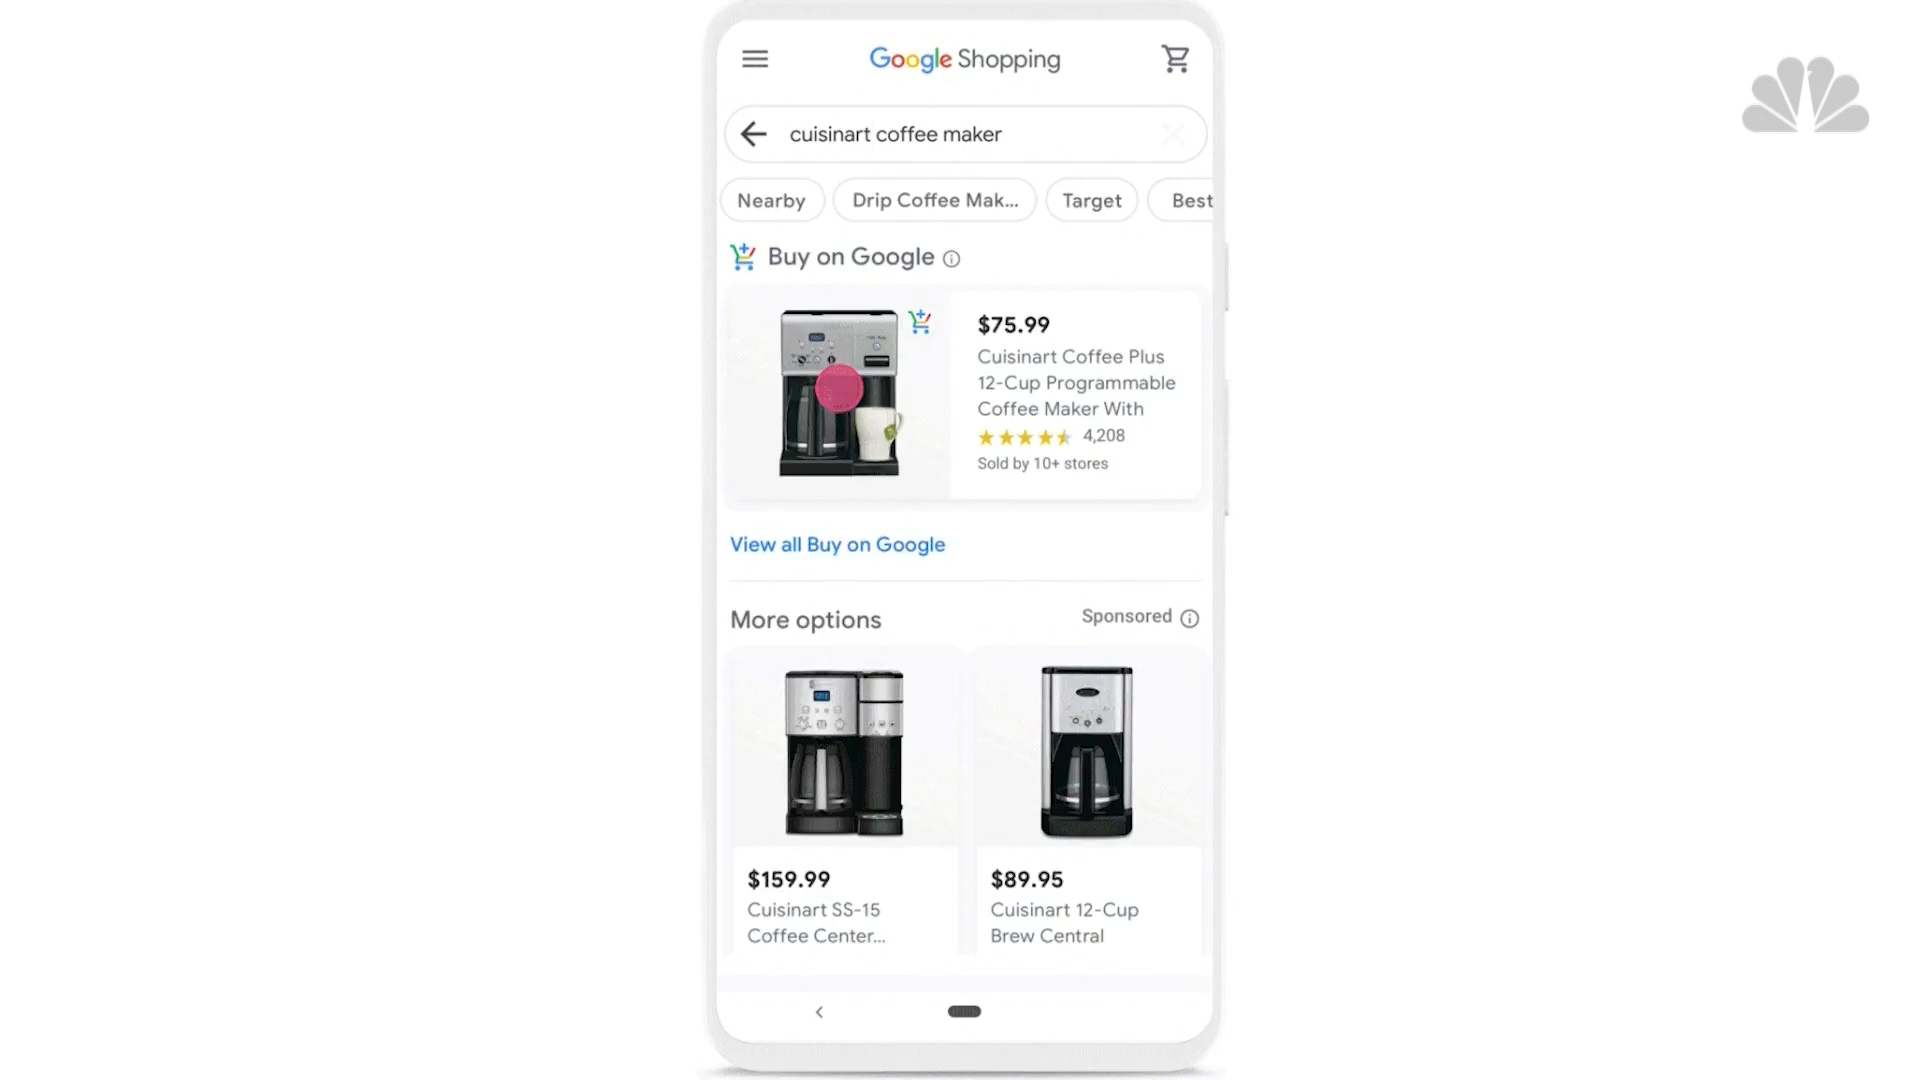 Google Shopping
cuisinart coffee maker
Nearby
Drip Coffee Mak...
Target
Best
Buy on Google
$75.99
Cuisinart Coffee Plus
12-Cup Programmable
Coffee Maker With
4,208
Sold by 10+ stores
View all Buy on Google
More options
Sponsored
$159.99
Cuisinart SS-15
Coffee Center...
$89.95
Cuisinart 12-Cup
Brew Central